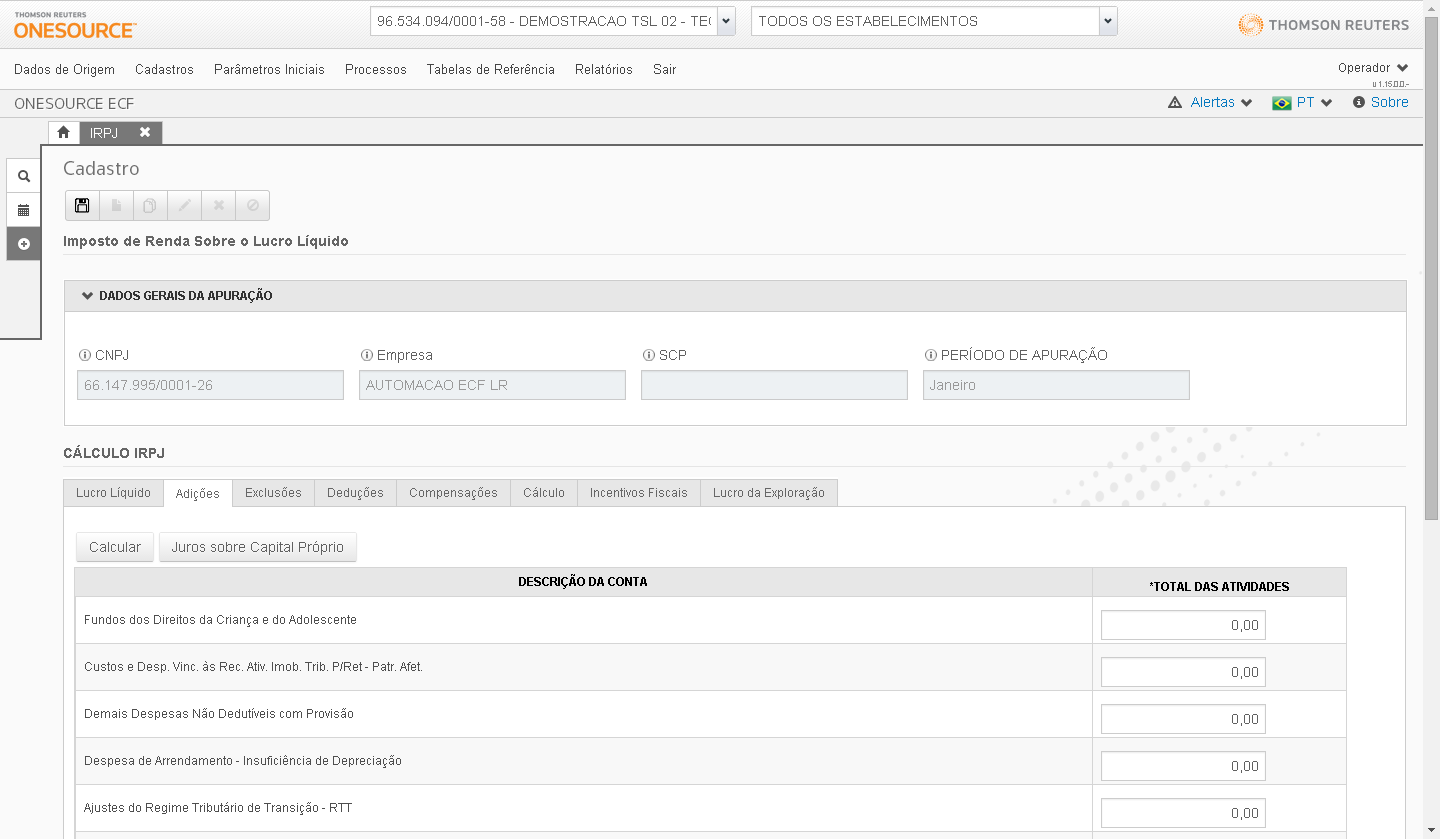 THOMSON REUTERS
ONESOURCE™
96.534.094/0001-58 - DEMOSTRACAO TSL 02 - TE
TODOS OS ESTABELECIMENTOS
THOMSON REUTERS
Dados de Origem Cadastros Parâmetros Iniciais Processos Tabelas de Referência Relatórios Sair
Operador
ONESOURCE ECF
Alertas PT Sobre
IRPJ
Cadastro
Imposto de Renda Sobre o Lucro Líquido
DADOS GERAIS DA APURAÇÃO
CNPJ Empresa SCP PERÍODO DE APURAÇÃO
66.147.995/0001-26 AUTOMACAO ECF LR Janeiro
CÁLCULO IRPJ
Lucro Líquido Adições Exclusões Deduções Compensações Cálculo Incentivos Fiscais Lucro da Exploração
Calcular Juros sobre Capital Próprio
DESCRIÇÃO DA CONTA *TOTAL DAS ATIVIDADES
Fundos dos Direitos da Criança e do Adolescente 0,00
Custos e Desp. Vinc. às Rec. Ativ. Imob. Trib. P/Ret - Patr. Afet. 0,00
Demais Despesas Não Dedutíveis com Provisão 0,00
Despesa de Arrendamento - Insuficiência de Depreciação 0,00
Ajustes do Regime Tributário de Transição - RTT 0,00